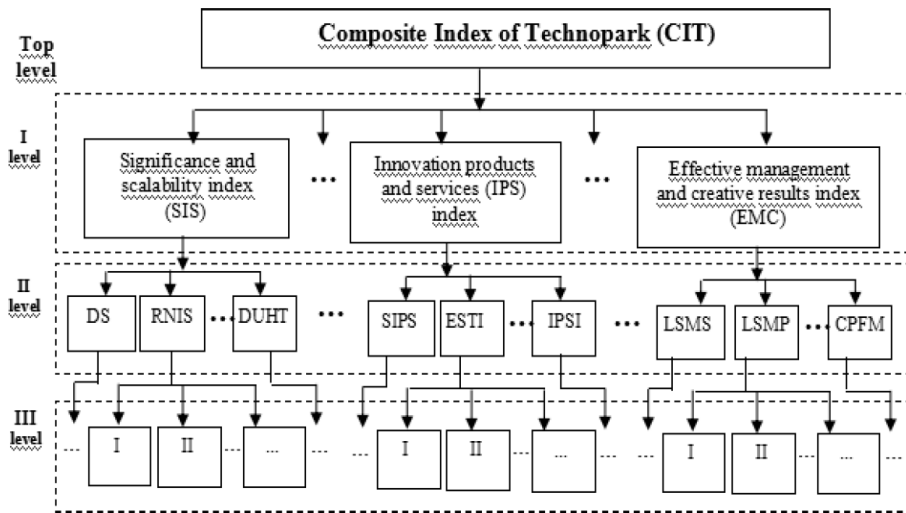 Composite Index of Technopark (CIT)
Top
level
I
level
Significance and
scalability index
(SIS)
...
Innovation products
and services (IPS)
index
...
Effective management
and creative results index
(EMC)
II
level
DS
RNIS
...
DUHT
...
SIPS
ESTI
...
IPSI
...
LSMS
LSMP
...
CPFM
III
level
...
I
II
...
...
...
...
I
II
...
...
...
...
I
II
...
...
...